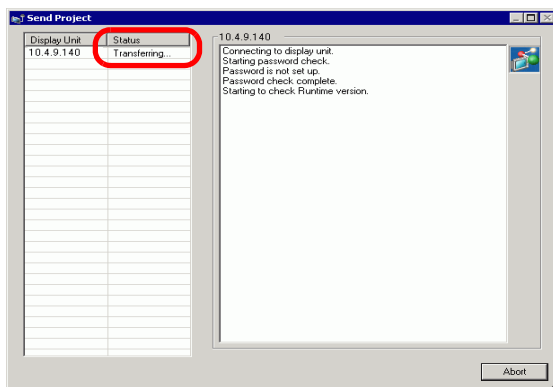 Send Project
Display Unit Status
10.4.9.140 Transferring...
10.4.9.140
Connecting to display unit.
Starting password check.
Password is not set up.
Password check complete.
Starting to check Runtime version.
Abort